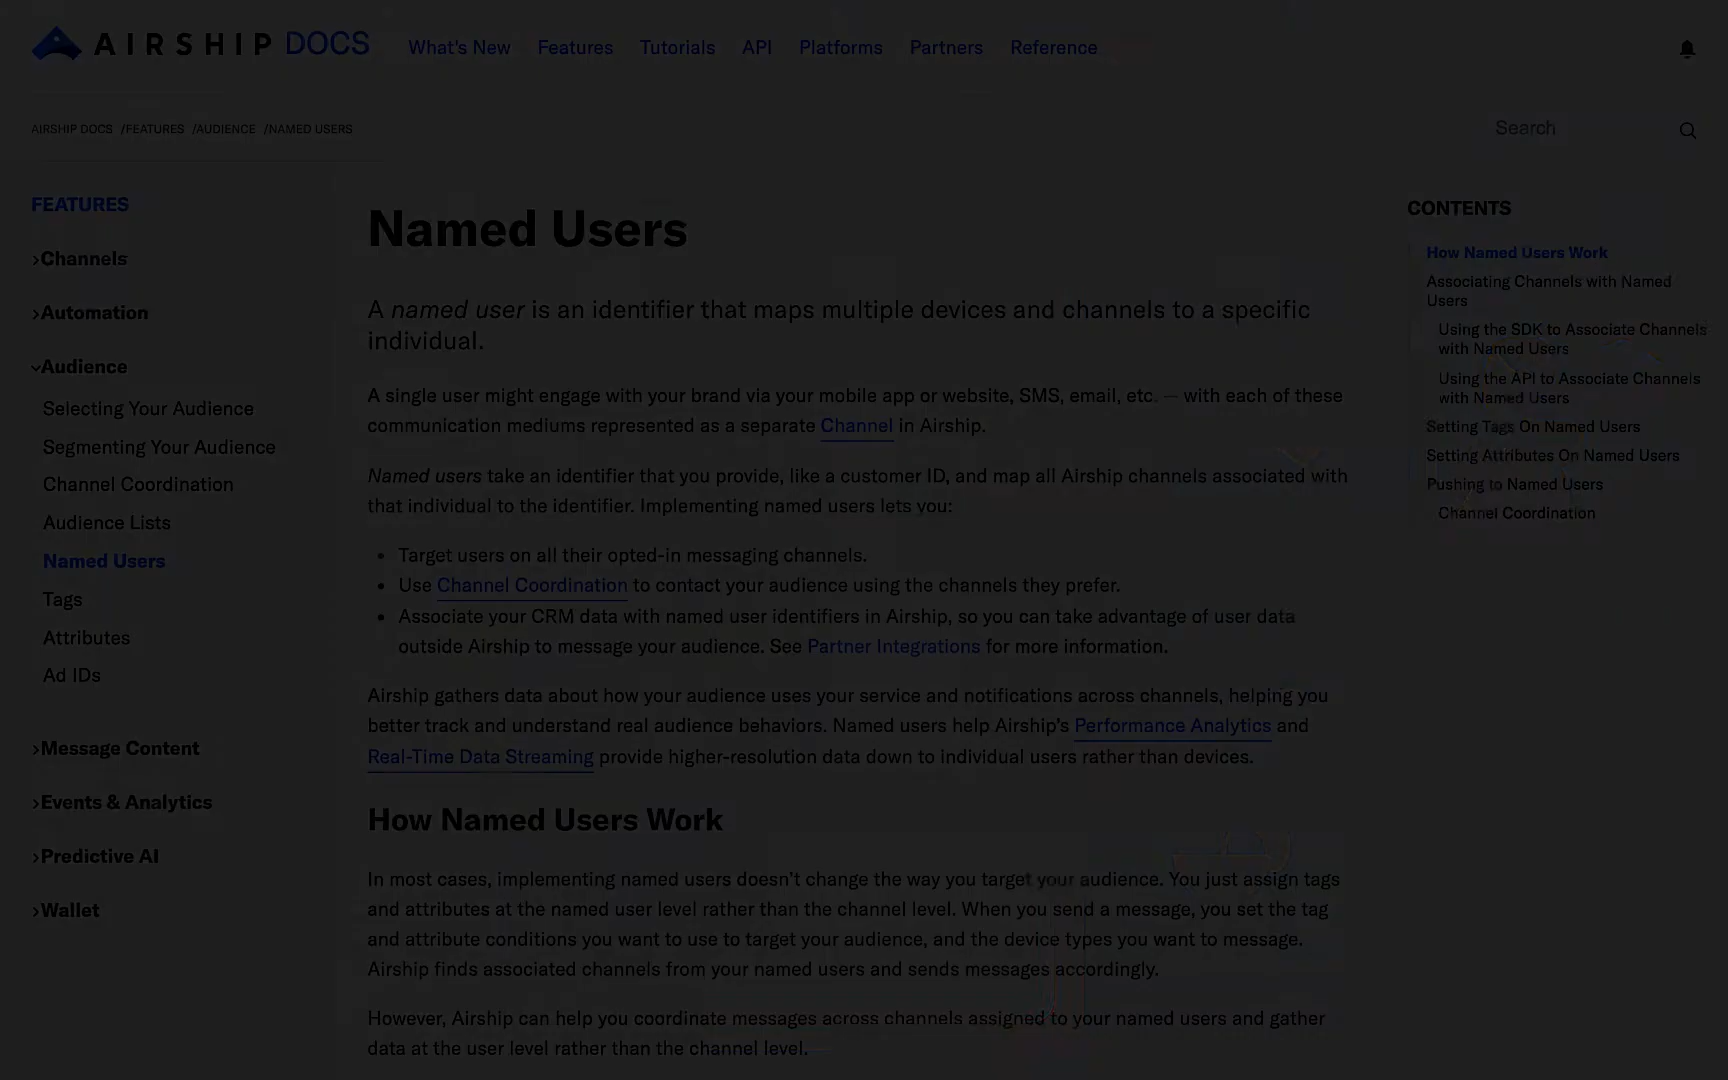 AIRSHIP DOCS
What's New Features Tutorials API Platforms Partners Reference
AIRSHIP DOCS /FEATURES /AUDIENCE /NAMED USERS
Search
FEATURES
Channels
Automation
Audience
Selecting Your Audience
Segmenting Your Audience
Channel Coordination
Audience Lists
Named Users
Tags
Attributes
Ad IDs
Message Content
Events & Analytics
Predictive AI
Wallet
Named Users
A named user is an identifier that maps multiple devices and channels to a specific
individual.
A single user might engage with your brand via your mobile app or website, SMS, email, etc. — with each of these
communication mediums represented as a separate Channel in Airship.
Named users take an identifier that you provide, like a customer ID, and map all Airship channels associated with
that individual to the identifier. Implementing named users lets you:
• Target users on all their opted-in messaging channels.
• Use Channel Coordination to contact your audience using the channels they prefer.
• Associate your CRM data with named user identifiers in Airship, so you can take advantage of user data
outside Airship to message your audience. See Partner Integrations for more information.
Airship gathers data about how your audience uses your service and notifications across channels, helping you
better track and understand real audience behaviors. Named users help Airship's Performance Analytics and
Real-Time Data Streaming provide higher-resolution data down to individual users rather than devices.
How Named Users Work
In most cases, implementing named users doesn't change the way you target your audience. You just assign tags
and attributes at the named user level rather than the channel level. When you send a message, you set the tag
and attribute conditions you want to use to target your audience, and the device types you want to message.
Airship finds associated channels from your named users and sends messages accordingly.
However, Airship can help you coordinate messages across channels assigned to your named users and gather
data at the user level rather than the channel level.
CONTENTS
How Named Users Work
Associating Channels with Named
Users
Using the SDK to Associate Channels
with Named Users
Using the API to Associate Channels
with Named Users
Setting Tags On Named Users
Setting Attributes On Named Users
Pushing to Named Users
Channel Coordination